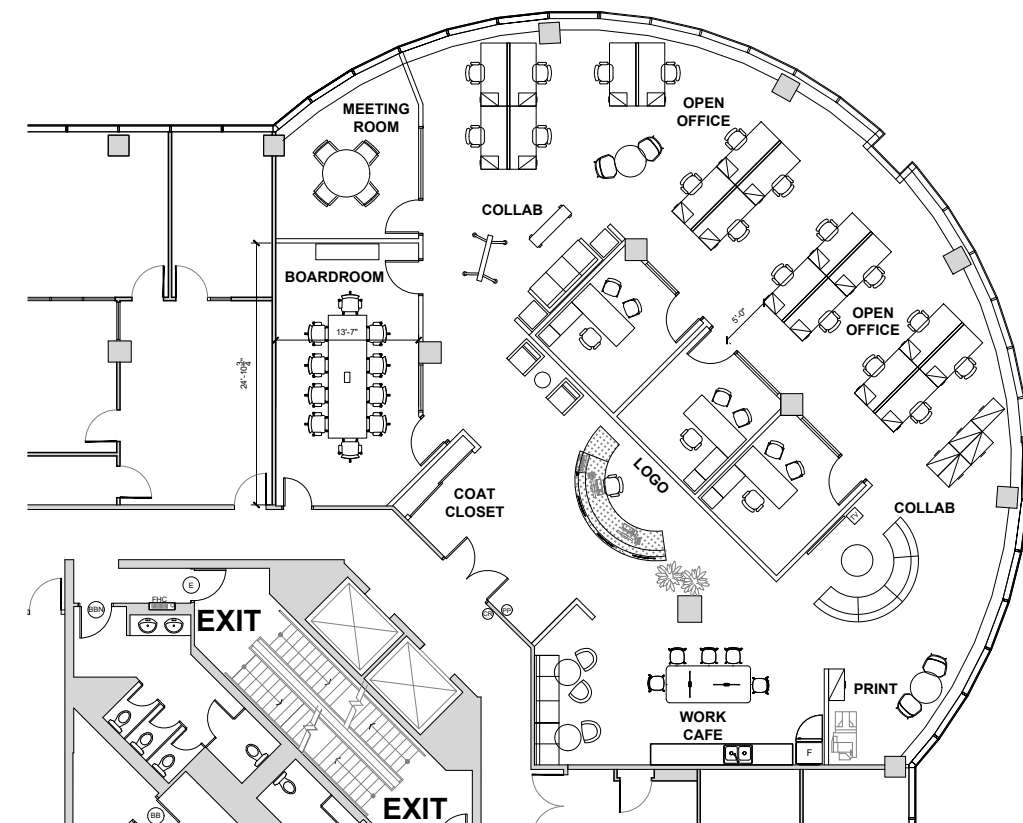 MEETING
ROOM
OPEN
OFFICE
COLLAB
BOARDROOM
13'-7"
24'-10¾"
5'-0"
OPEN
OFFICE
LOGO
COAT
CLOSET
COLLAB
TV
E
FHC
BBN
EXIT
CR
PP
PRINT
WORK
CAFE
F
EXIT
BB